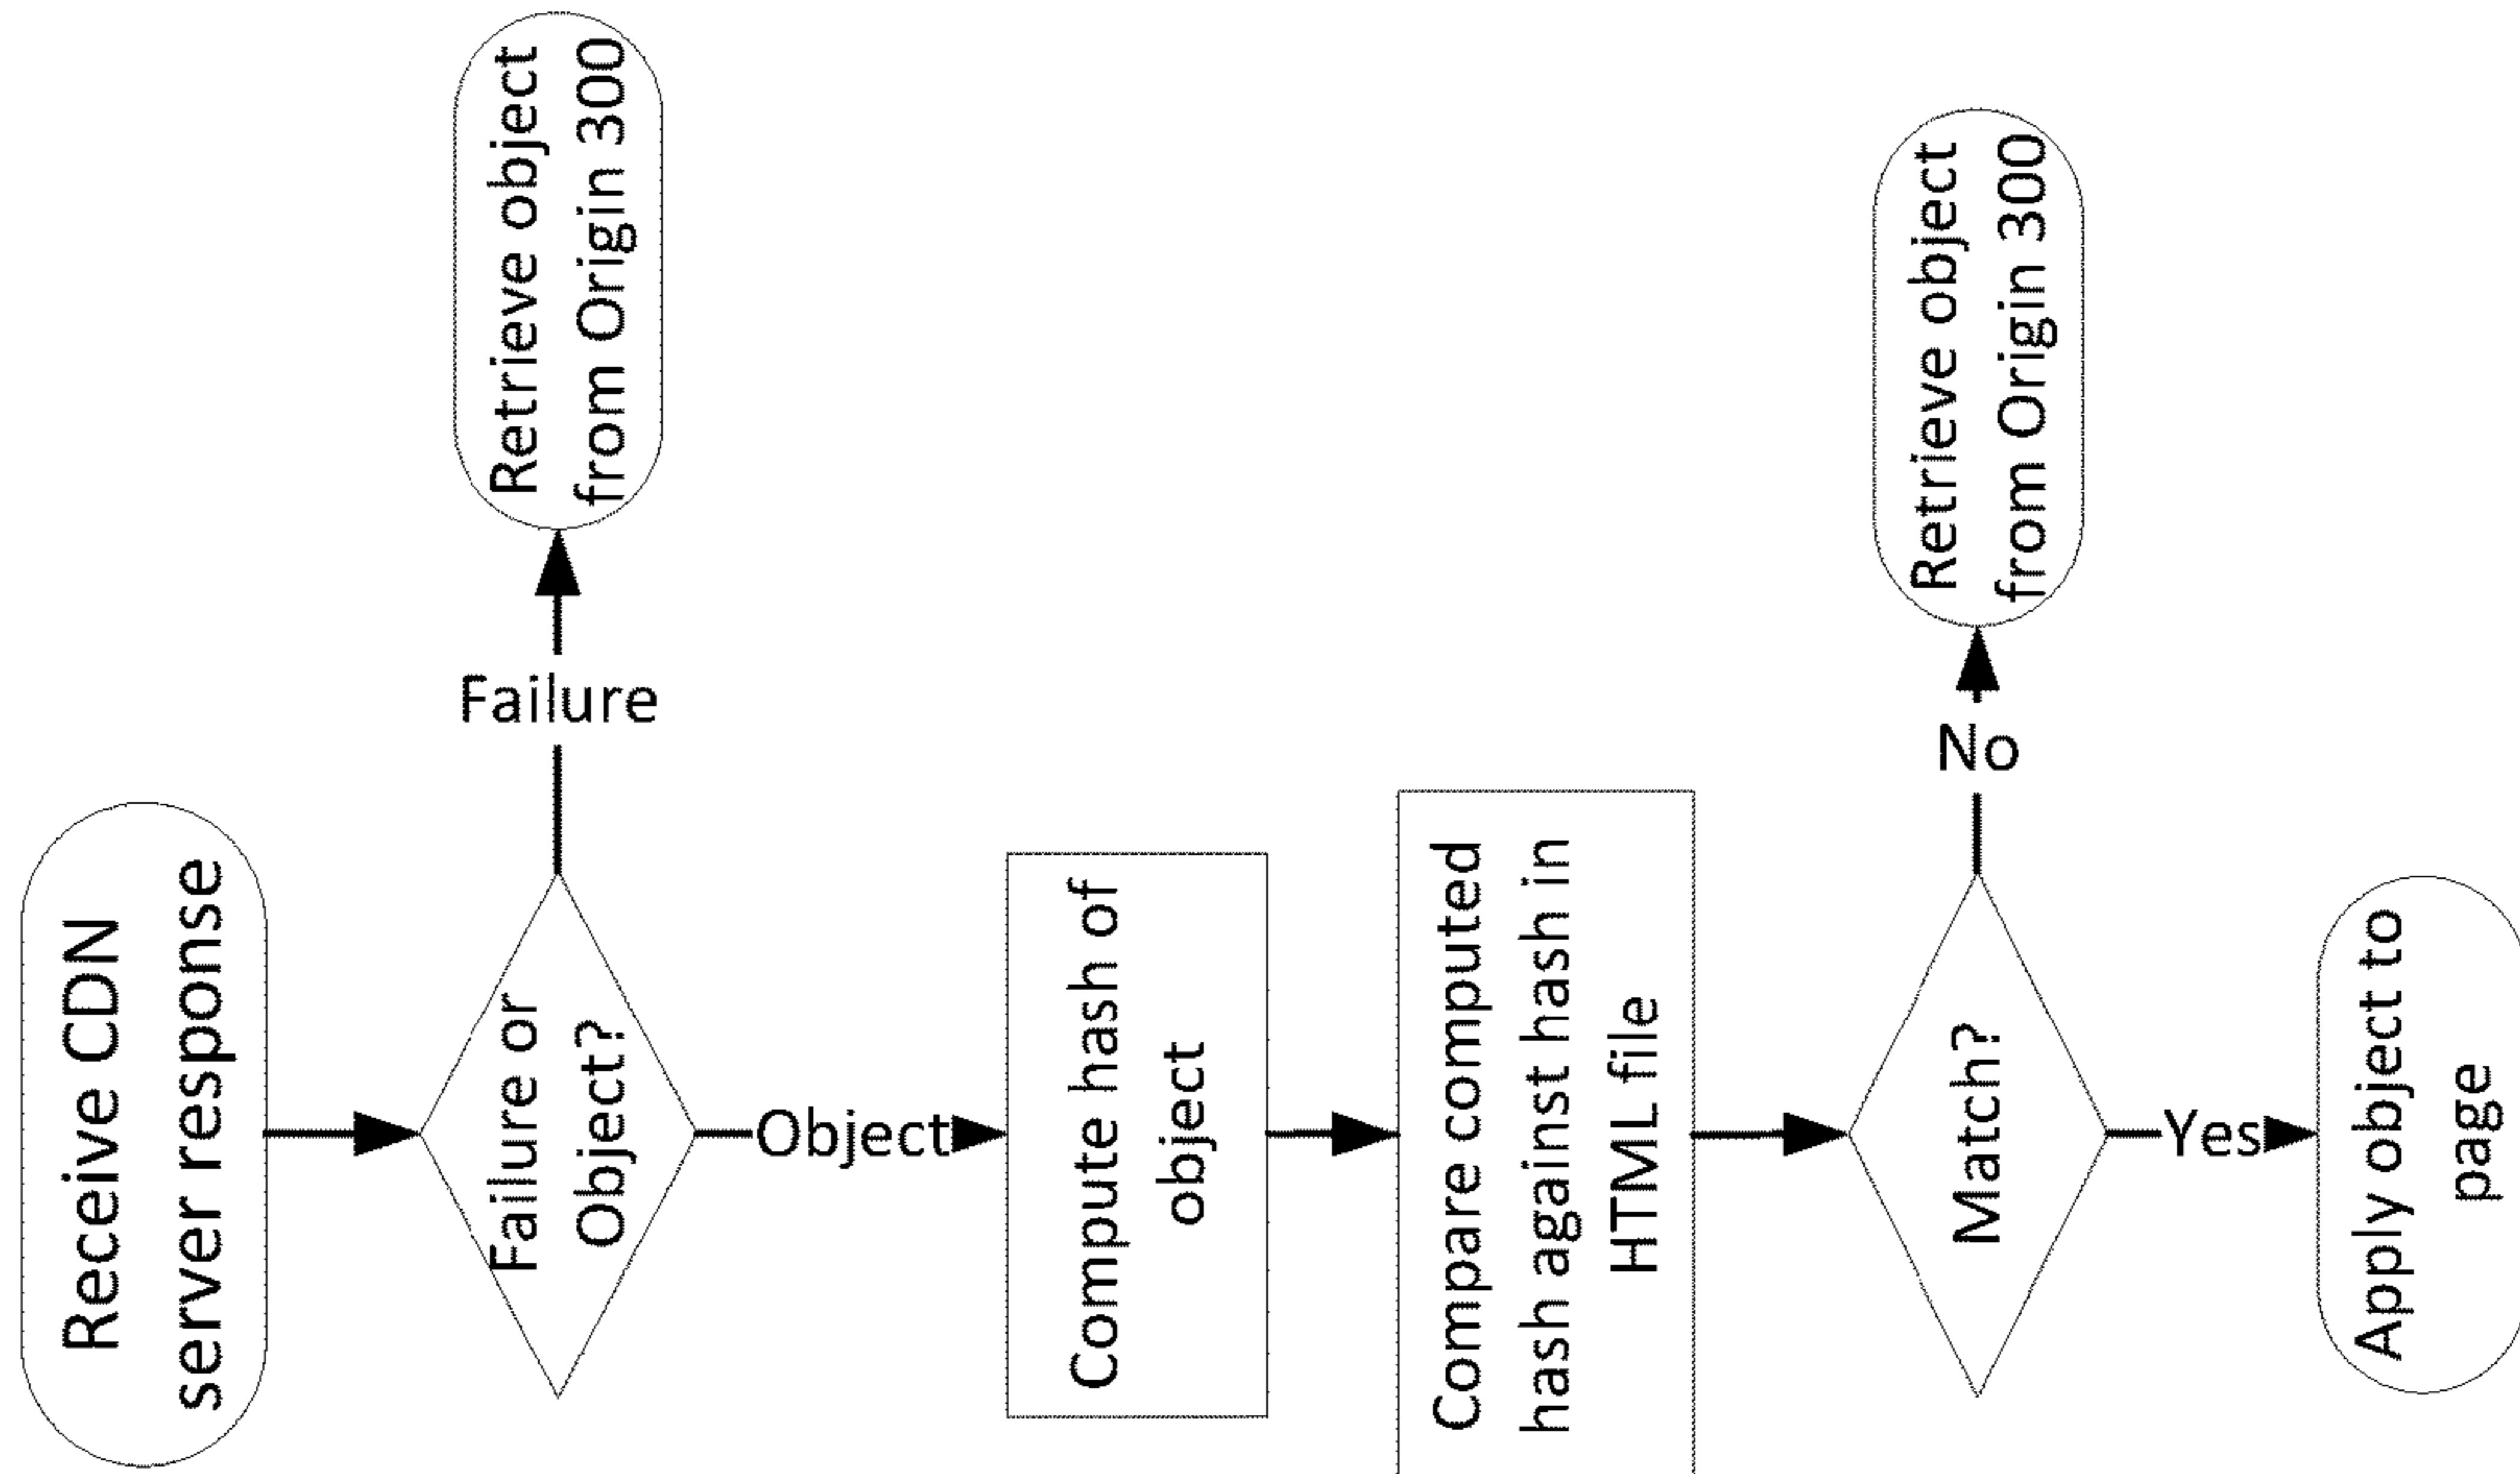 Receive CDN
server response
Failure or
Object?
Failure
Retrieve object
from Origin 300
Object
Compute hash of
object
Compare computed
hash against hash in
HTML file
Match?
No
Retrieve object
from Origin 300
Yes
Apply object to
page